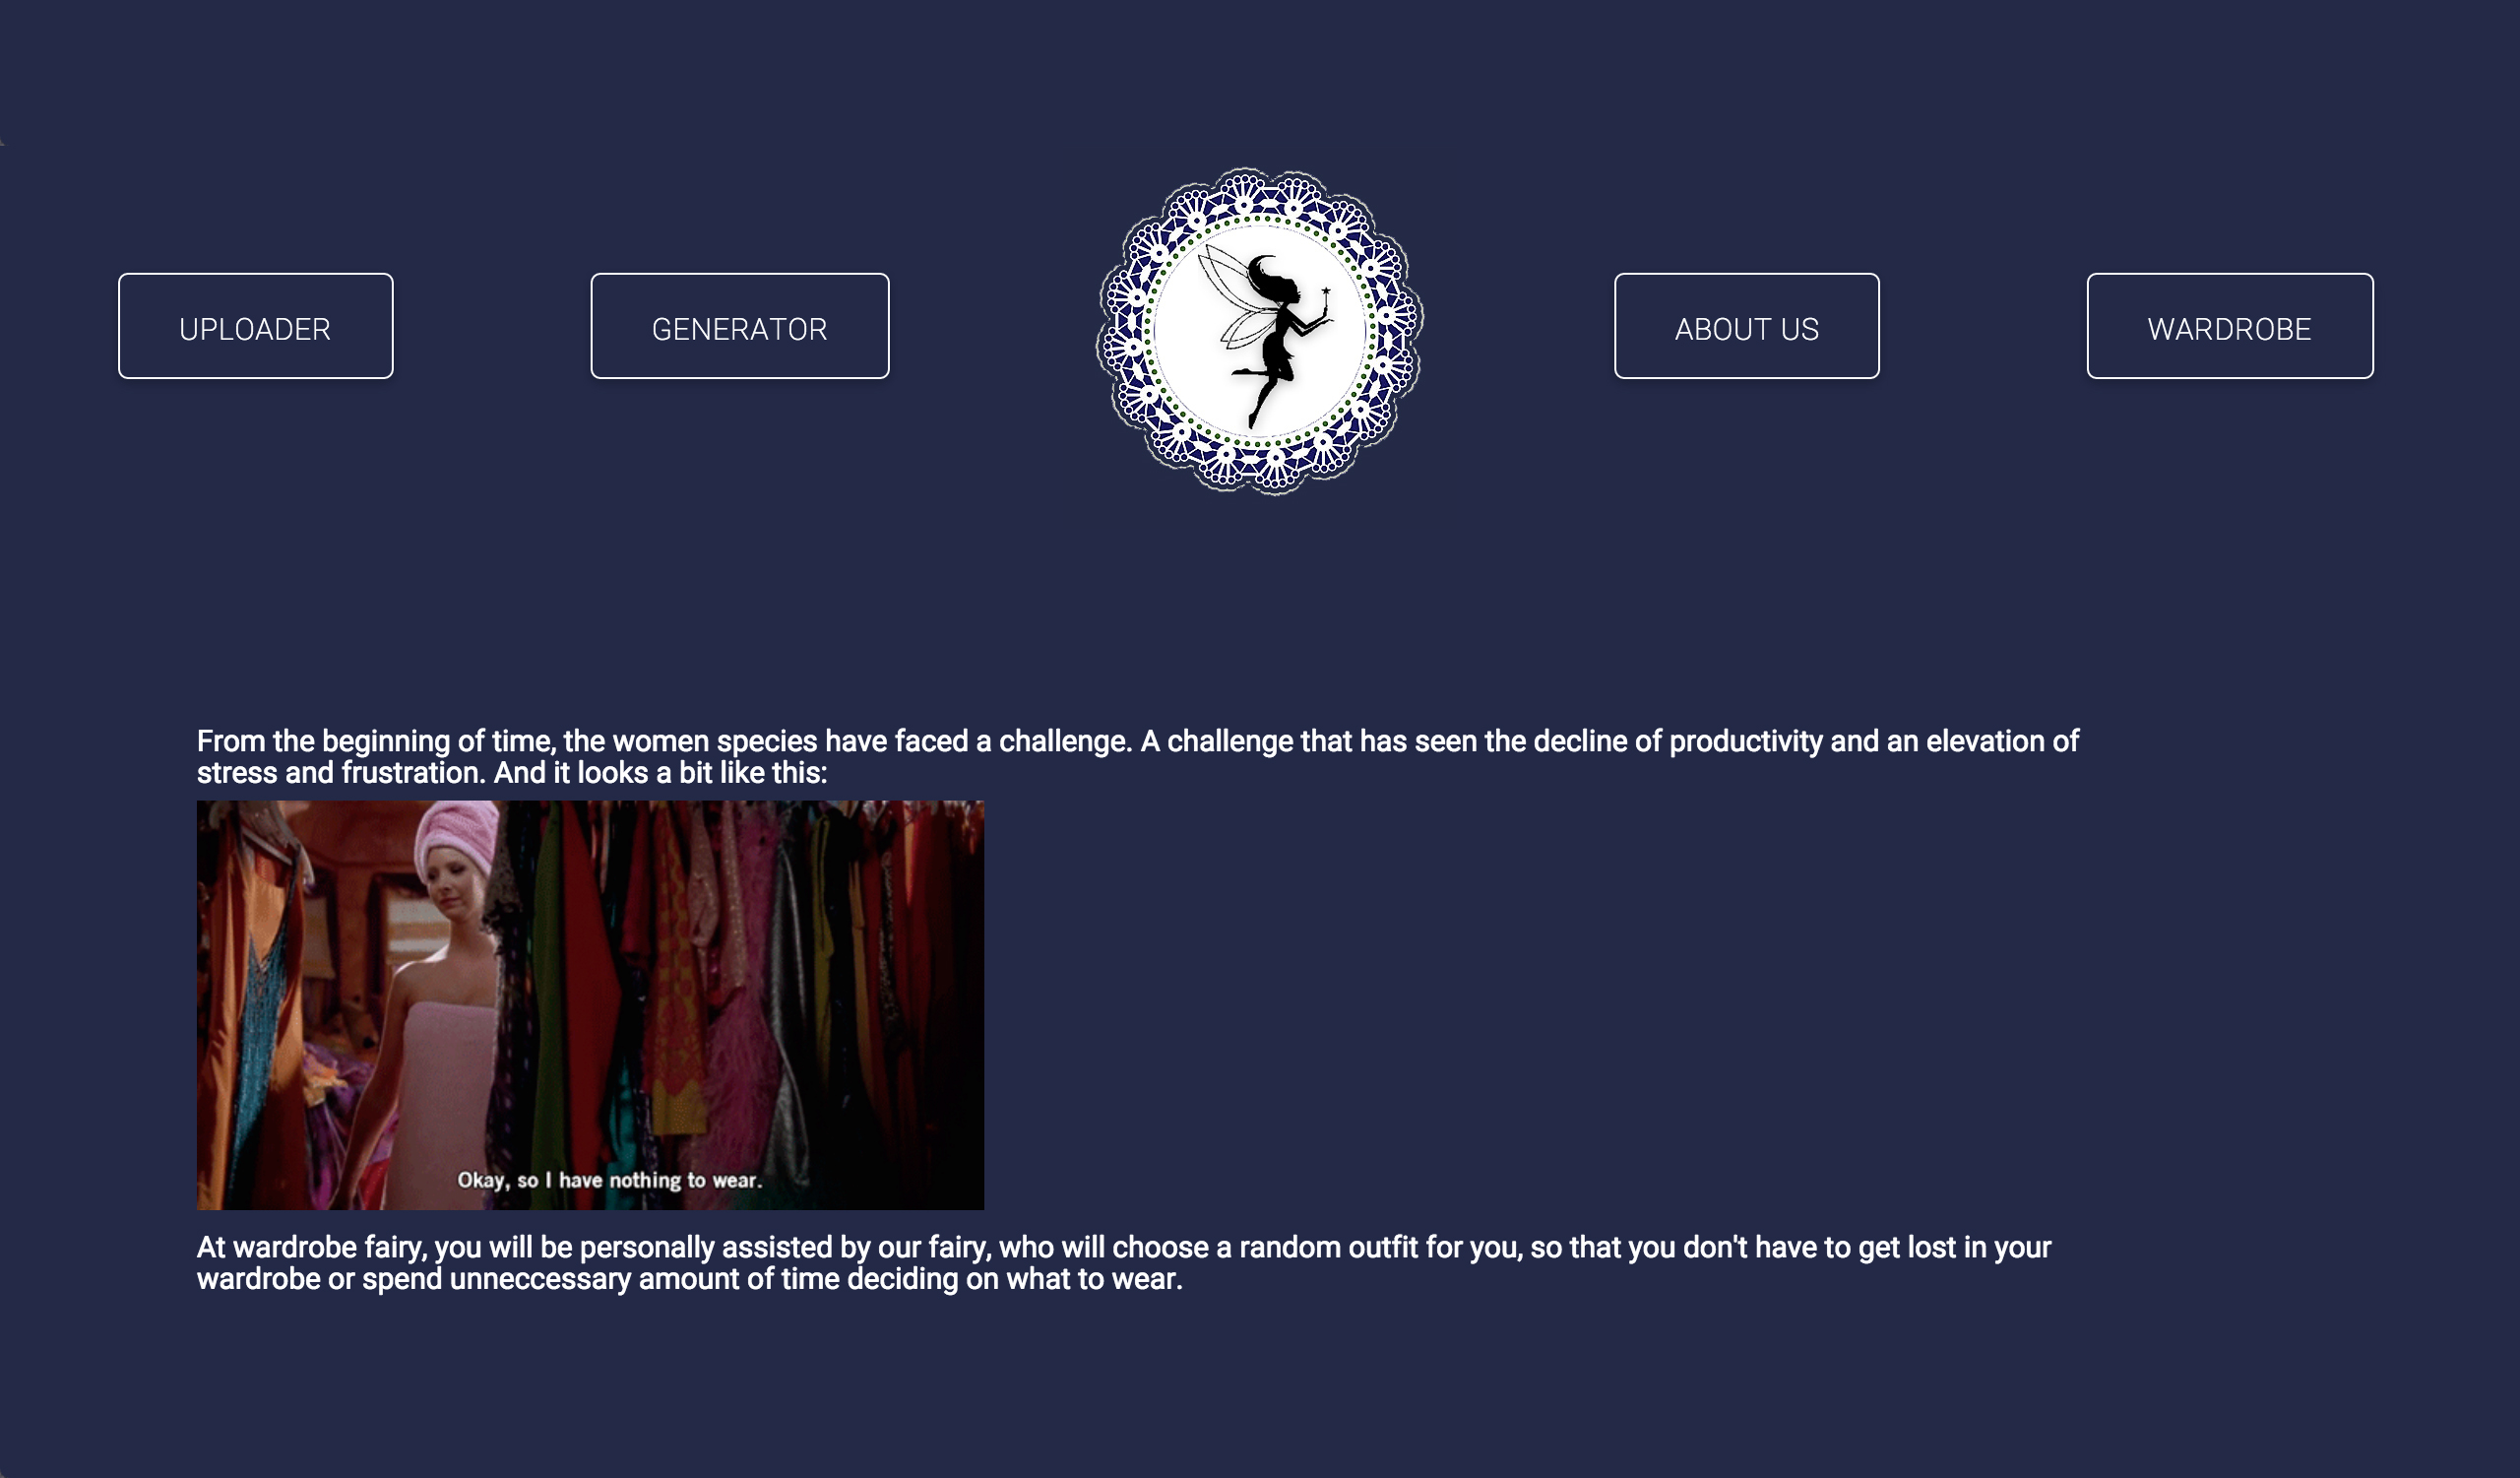 UPLOADER
GENERATOR
ABOUT US
WARDROBE
From the beginning of time, the women species have faced a challenge. A challenge that has seen the decline of productivity and an elevation of
stress and frustration. And it looks a bit like this:
Okay, so I have nothing to wear.
At wardrobe fairy, you will be personally assisted by our fairy, who will choose a random outfit for you, so that you don't have to get lost in your
wardrobe or spend unneccessary amount of time deciding on what to wear.